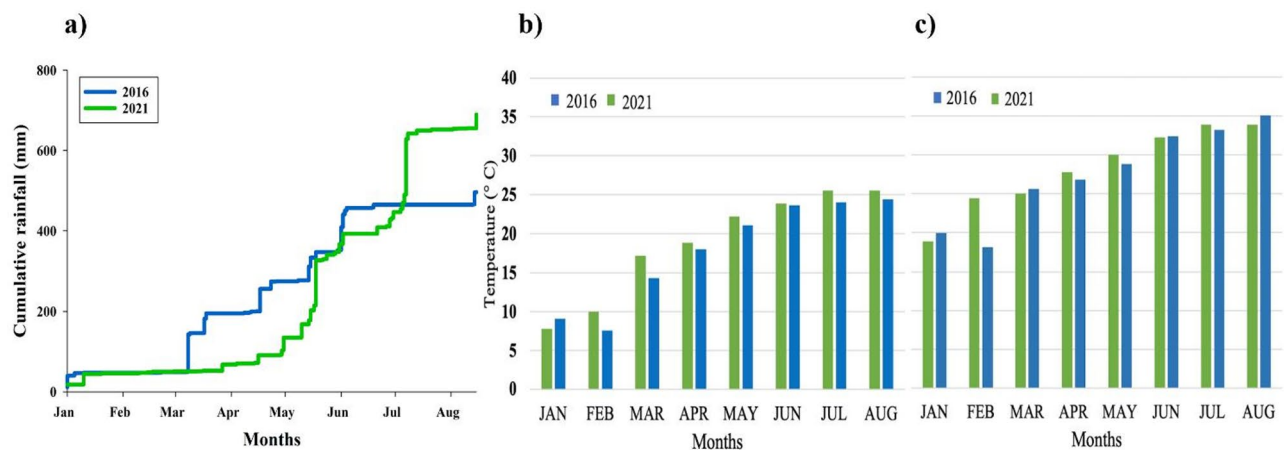 a)
800
600
400
200
0
Cumulative rainfall (mm)
2016
2021
Jan Feb Mar Apr May Jun Jul Aug
Months
b)
40
35
30
25
20
15
10
5
0
Temperature (° C)
2016 2021
JAN FEB MAR APR MAY JUN JUL AUG
Months
c)
2016 2021
JAN FEB MAR APR MAY JUN JUL AUG
Months